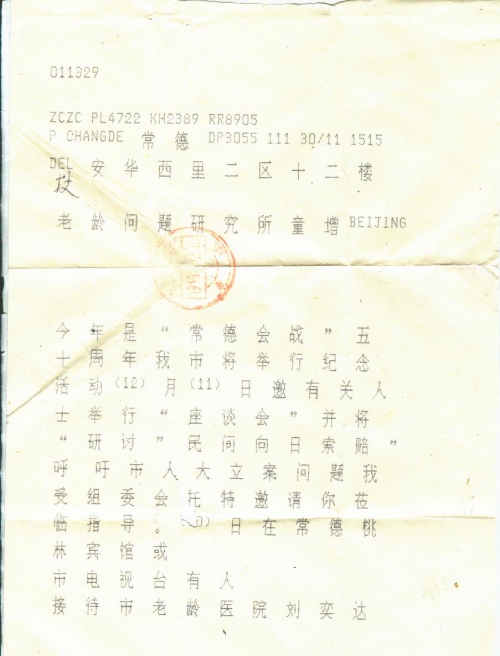 011329
ZCZC PL4722 KH2389 RR8905
P CHANGDE 常德 DP3055 111 30/11 1515
DEL 安华西里二区十二楼
老龄问题研究所童增 BEIJING
今年是“常德会战”五
十周年我市将举行纪念
活动(12)月(11)日邀有关人
士举行“座谈会”并将
“研讨”民间向日索赔”
呼吁市人大立案问题我
受组委会托特邀请你莅
临指导。日在常德桃
林宾馆或
市电视台有人
接待市老龄医院刘奕达